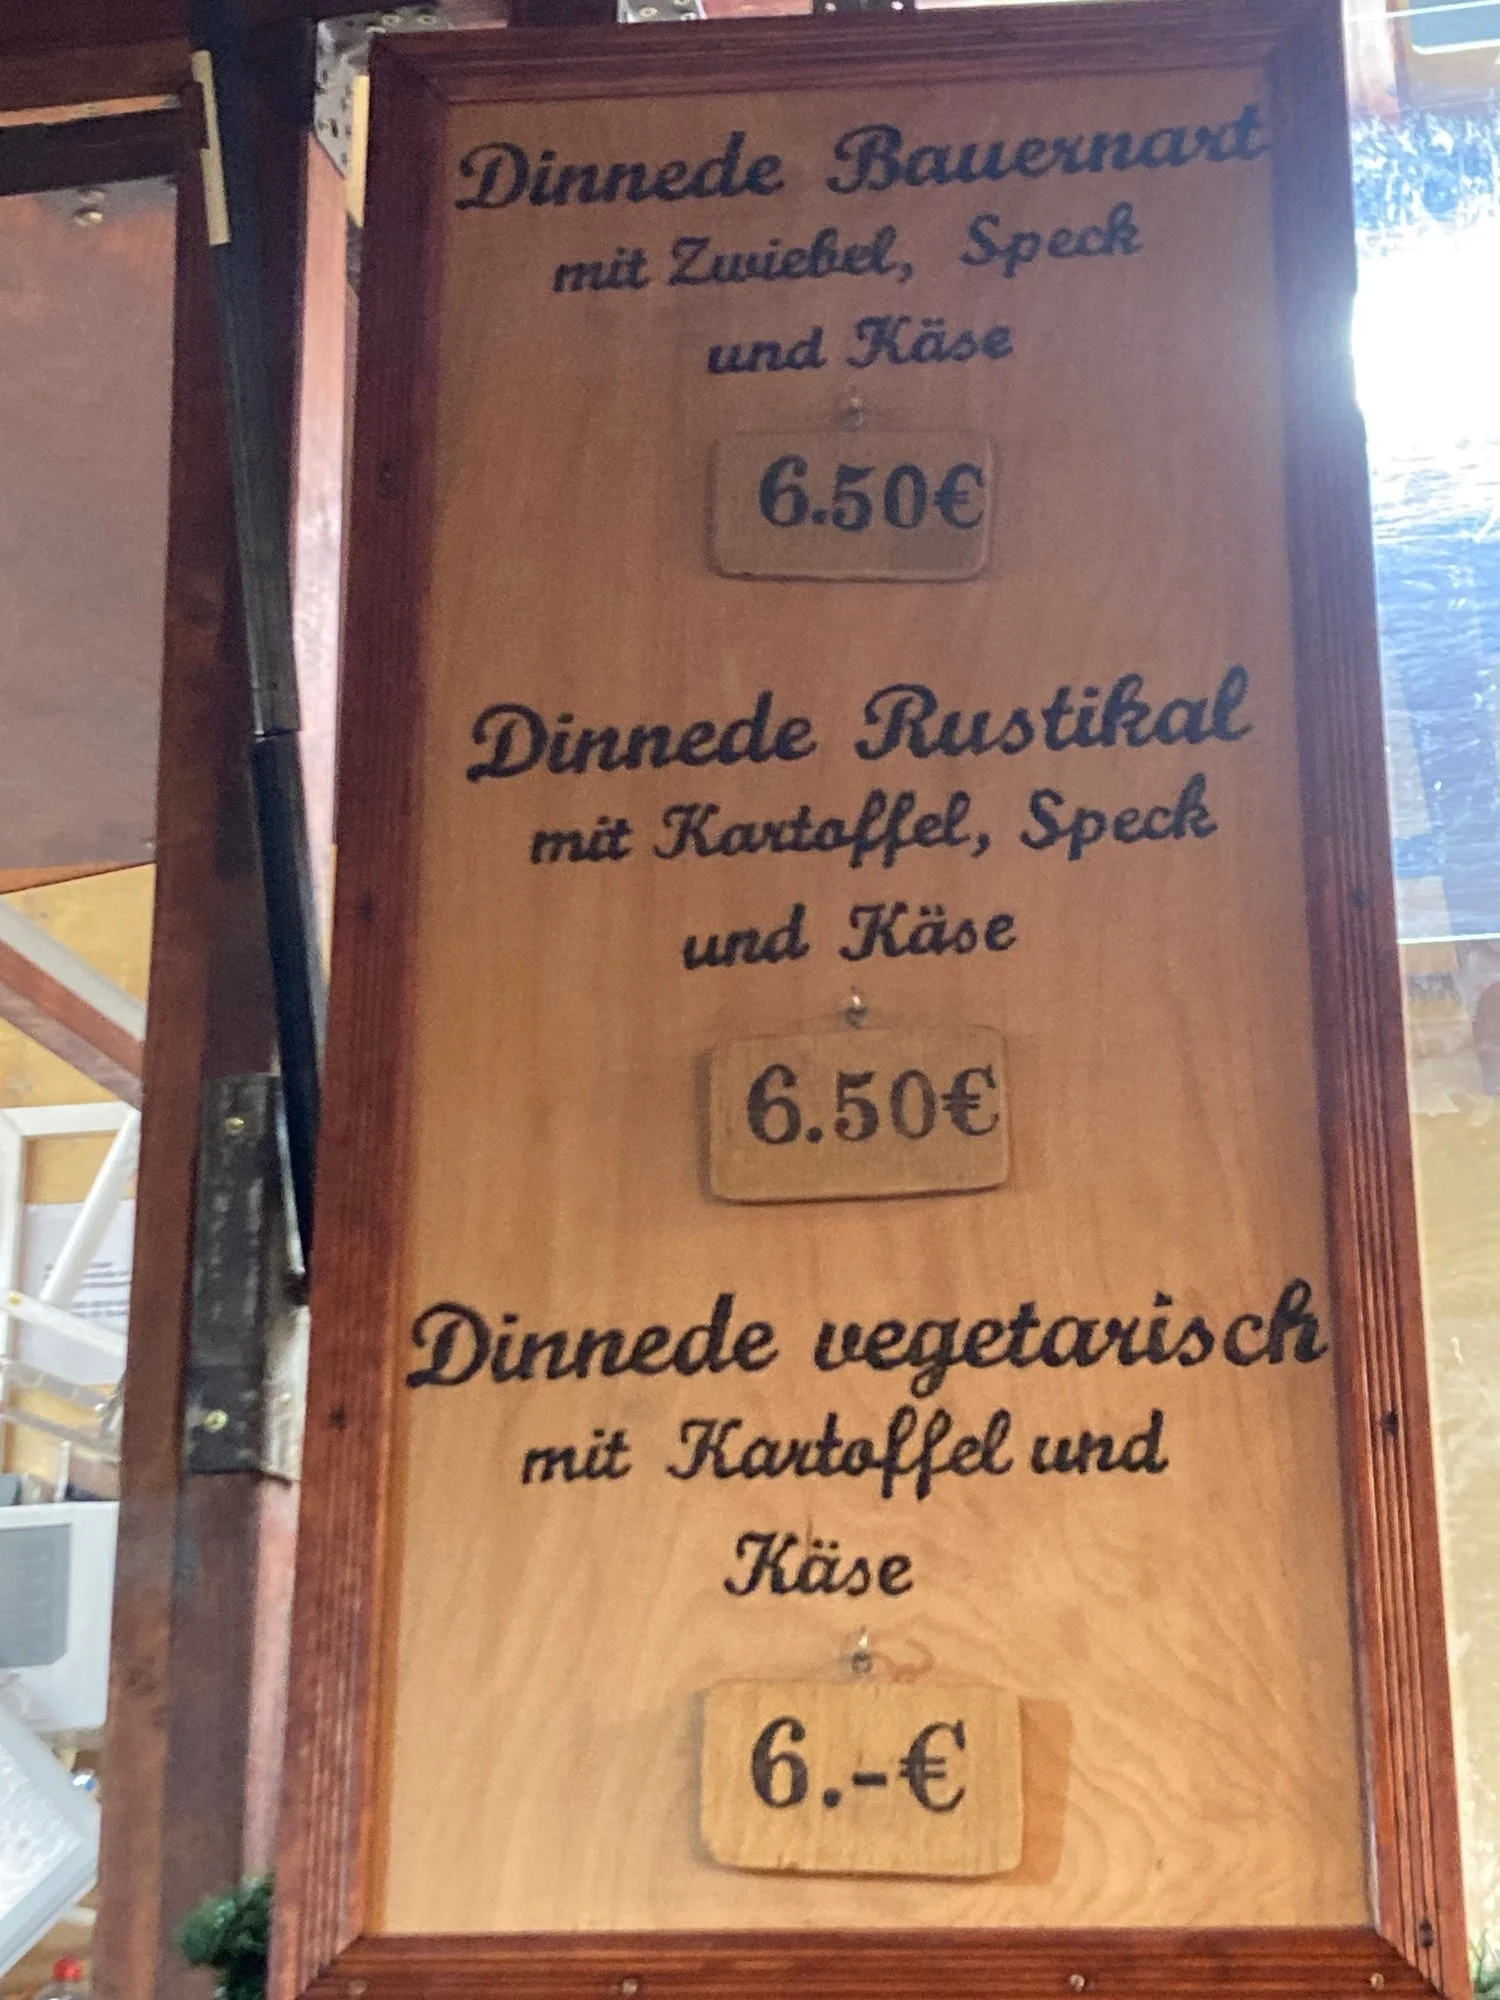 Dinnede Bauernart
mit Zwiebel, Speck
und Käse
6.50€
Dinnede Rustikal
mit Kartoffel, Speck
und Käse
6.50€
Dinnede vegetarisch
mit Kartoffel und
Käse
6.-€